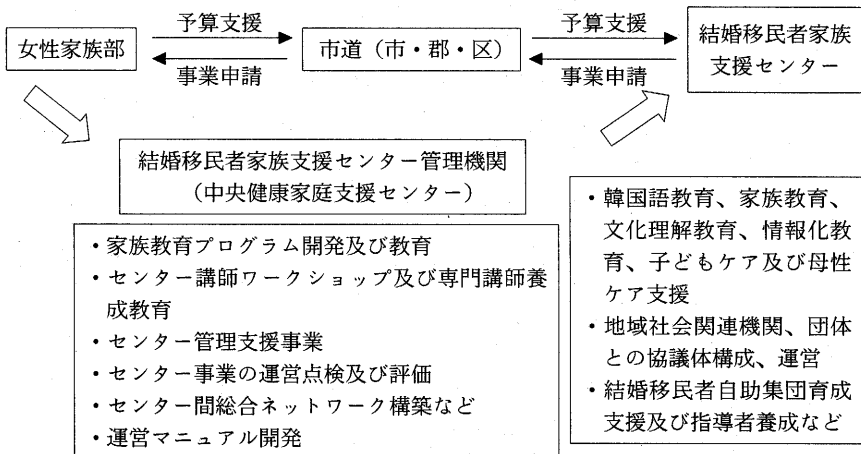 予算支援
予算支援
女性家族部
市道（市・郡・区）
結婚移民者家族
支援センター
事業申請
事業申請
結婚移民者家族支援センター管理機関
（中央健康家庭支援センター）
・家族教育プログラム開発及び教育
・センター講師ワークショップ及び専門講師養
成教育
・センター管理支援事業
・センター事業の運営点検及び評価
・センター間総合ネットワーク構築など
・運営マニュアル開発
・韓国語教育、家族教育、
文化理解教育、情報化教
育、子どもケア及び母性
ケア支援
・地域社会関連機関、団体
との協議体構成、運営
・結婚移民者自助集団育成
支援及び指導者養成など